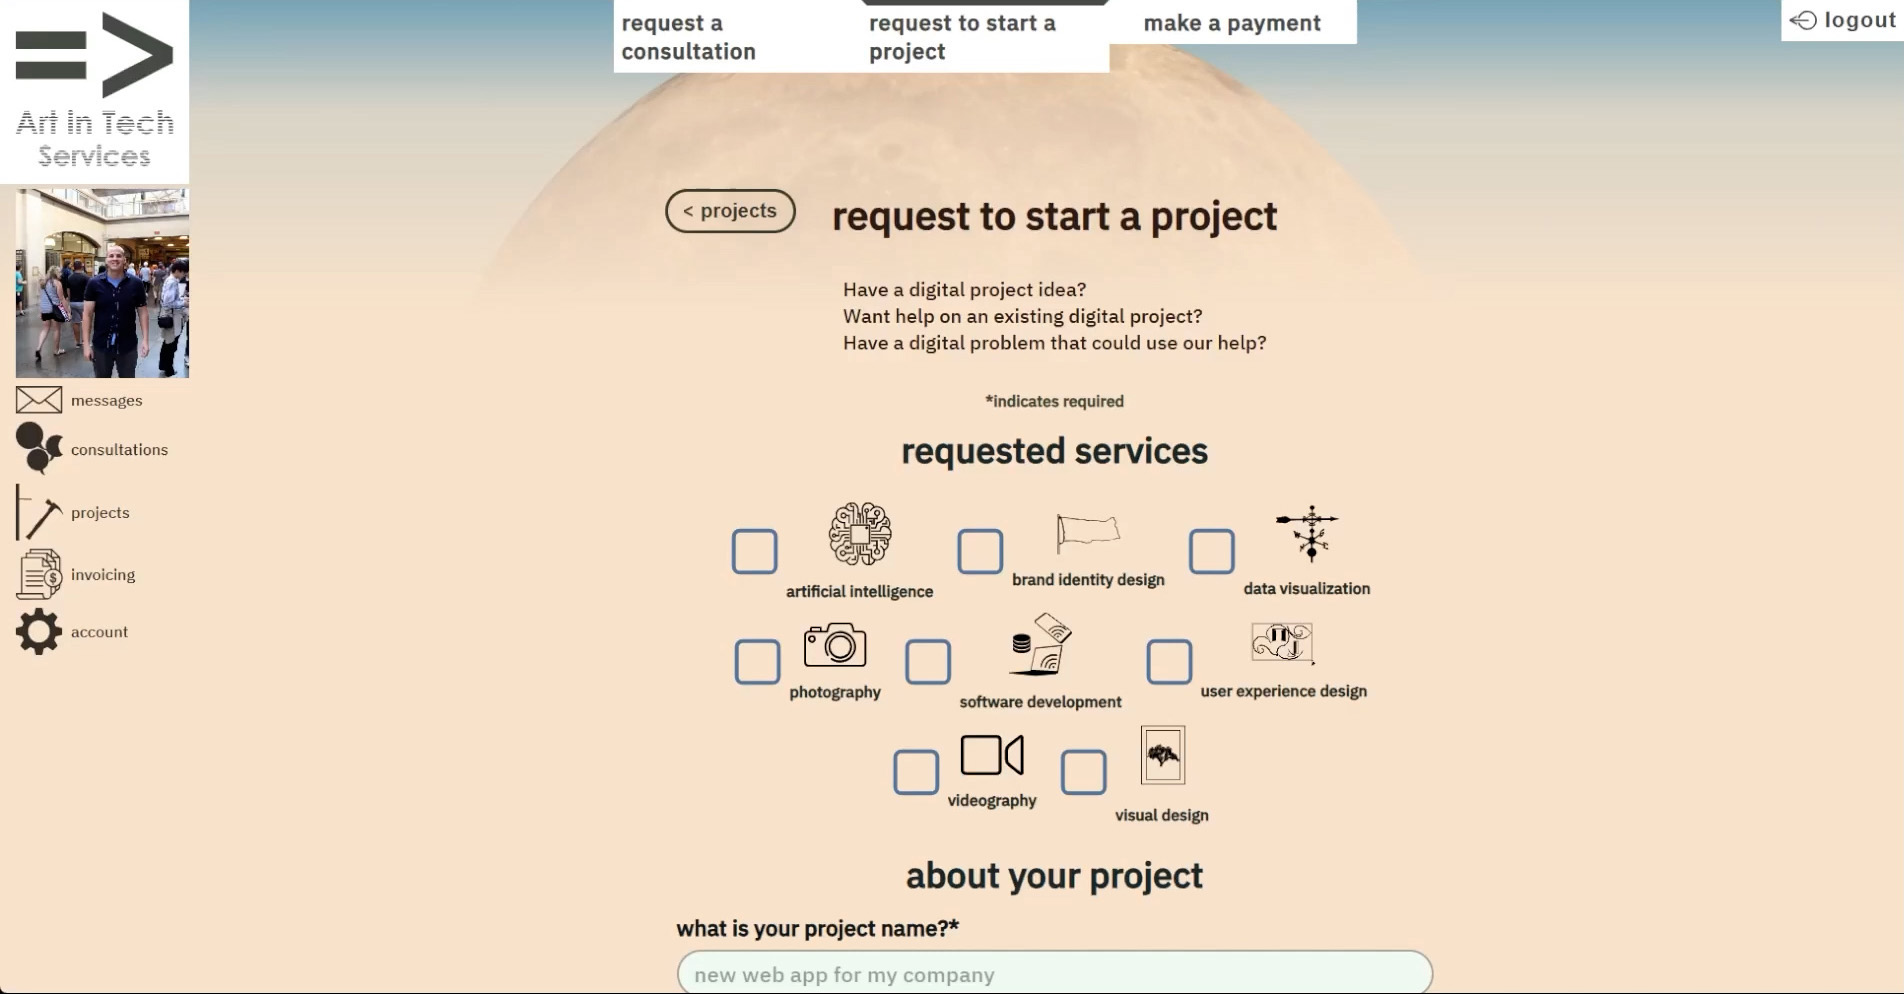 request a
consultation
request to start a
project
make a payment
logout
Art in Tech
Services
messages
consultations
projects
invoicing
account
< projects
request to start a project
Have a digital project idea?
Want help on an existing digital project?
Have a digital problem that could use our help?
*indicates required
requested services
artificial intelligence
brand identity design
data visualization
photography
software development
user experience design
videography
visual design
about your project
what is your project name?*
new web app for my company